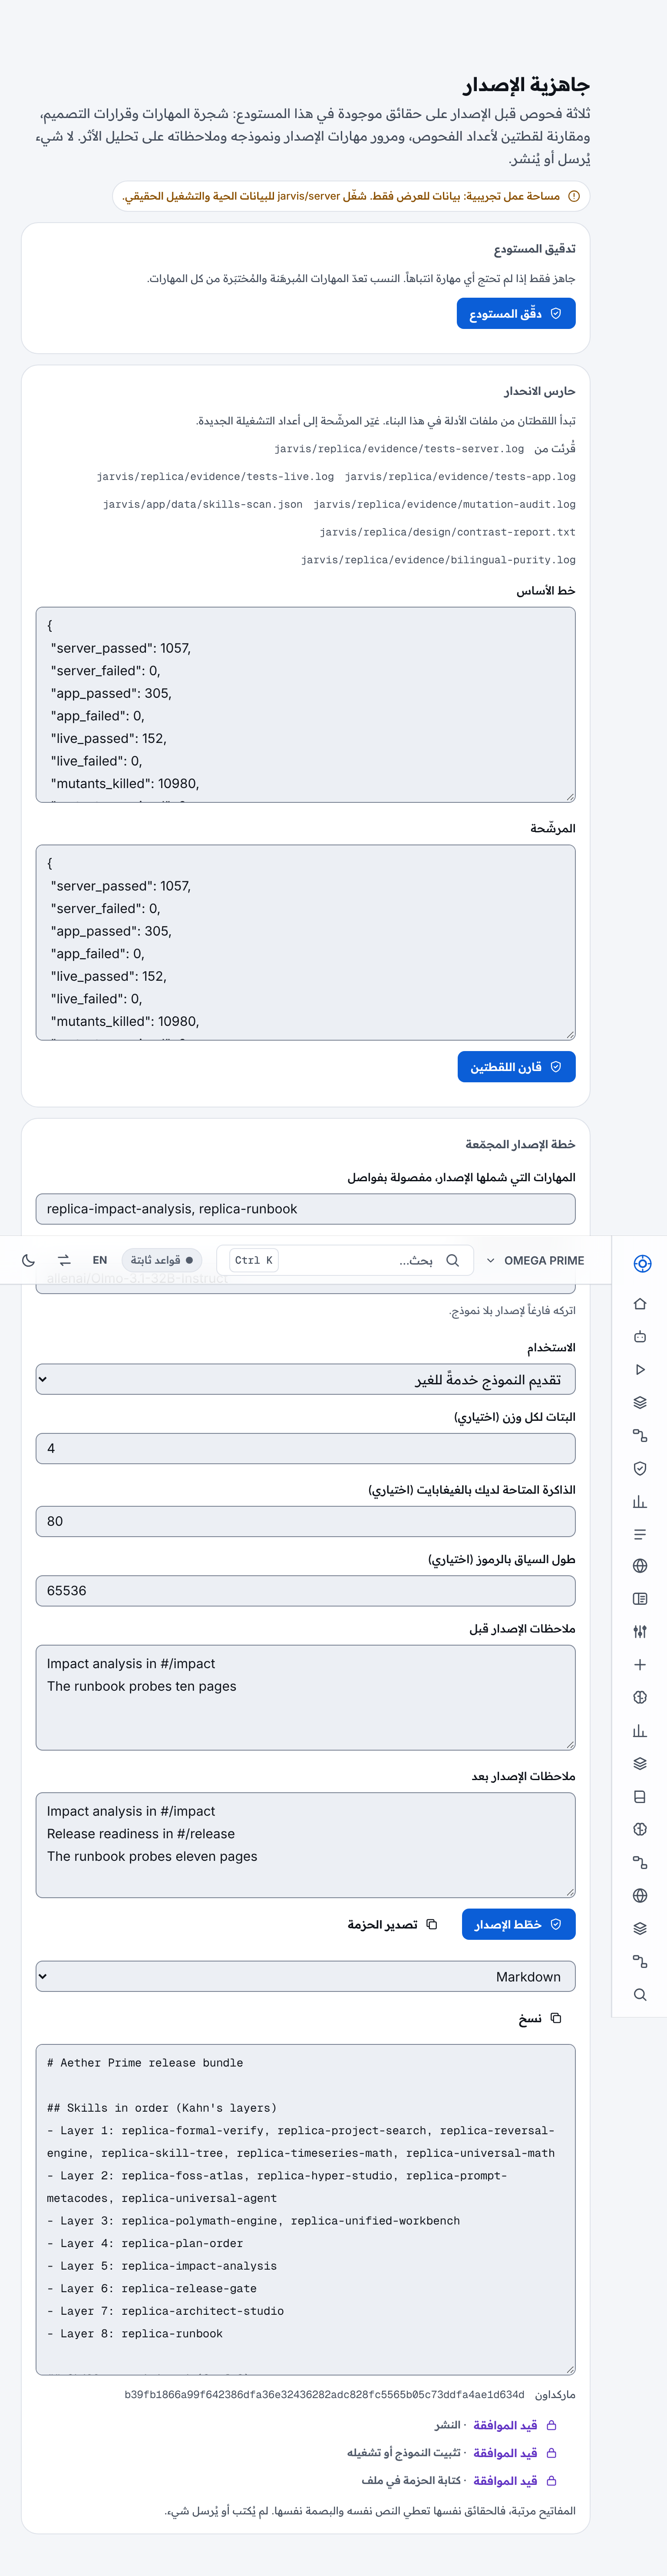 جاهزية الإصدار
ثلاثة فحوص قبل الإصدار على حقائق موجودة في هذا المستودع: شجرة المهارات وقرارات التصميم،
ومقارنة لقطتين لأعداد الفحوص، ومرور مهارات الإصدار ونموذجه وملاحظاته على تحليل الأثر. لا شيء
يُرسل أو يُنشر.
مساحة عمل تجريبية: بيانات للعرض فقط. شغّل jarvis/server للبيانات الحية والتشغيل الحقيقي.
تدقيق المستودع
جاهز فقط إذا لم تحتج أي مهارة انتباهاً. النسب تعدّ المهارات المُبرهَنة والمُختبَرة من كل المهارات.
دقّق المستودع
حارس الانحدار
تبدأ اللقطتان من ملفات الأدلة في هذا البناء. غيّر المرشّحة إلى أعداد التشغيلة الجديدة.
قُرئت من jarvis/replica/evidence/tests-server.log
jarvis/replica/evidence/tests-app.log jarvis/replica/evidence/tests-live.log
jarvis/replica/evidence/mutation-audit.log jarvis/app/data/skills-scan.json
jarvis/replica/design/contrast-report.txt
jarvis/replica/evidence/bilingual-purity.log
خط الأساس
{
"server_passed": 1057,
"server_failed": 0,
"app_passed": 305,
"app_failed": 0,
"live_passed": 152,
"live_failed": 0,
"mutants_killed": 10980,
المرشّحة
{
"server_passed": 1057,
"server_failed": 0,
"app_passed": 305,
"app_failed": 0,
"live_passed": 152,
"live_failed": 0,
"mutants_killed": 10980,
قارن اللقطتين
خطة الإصدار المجمّعة
المهارات التي شملها الإصدار، مفصولة بفواصل
replica-impact-analysis, replica-runbook
OMEGA PRIME
بحث...
Ctrl K
قواعد ثابتة
EN
allenai/Olmo-3.1-32B-Instruct
اتركه فارغاً لإصدار بلا نموذج.
الاستخدام
تقديم النموذج خدمةً للغير
البتات لكل وزن (اختياري)
4
الذاكرة المتاحة لديك بالغيغابايت (اختياري)
80
طول السياق بالرموز (اختياري)
65536
ملاحظات الإصدار قبل
Impact analysis in #/impact
The runbook probes ten pages
ملاحظات الإصدار بعد
Impact analysis in #/impact
Release readiness in #/release
The runbook probes eleven pages
خطّط الإصدار
تصدير الحزمة
Markdown
نسخ
# Aether Prime release bundle
## Skills in order (Kahn's layers)
- Layer 1: replica-formal-verify, replica-project-search, replica-reversal-
engine, replica-skill-tree, replica-timeseries-math, replica-universal-math
- Layer 2: replica-foss-atlas, replica-hyper-studio, replica-prompt-
metacodes, replica-universal-agent
- Layer 3: replica-polymath-engine, replica-unified-workbench
- Layer 4: replica-plan-order
- Layer 5: replica-impact-analysis
- Layer 6: replica-release-gate
- Layer 7: replica-architect-studio
- Layer 8: replica-runbook
ماركداون b39fb1866a99f642386dfa36e32436282adc828fc5565b05c73ddfa4ae1d634d
قيد الموافقة · النشر
قيد الموافقة · تثبيت النموذج أو تشغيله
قيد الموافقة · كتابة الحزمة في ملف
المفاتيح مرتبة، فالحقائق نفسها تعطي النص نفسه والبصمة نفسها. لم يُكتب أو يُرسل شيء.